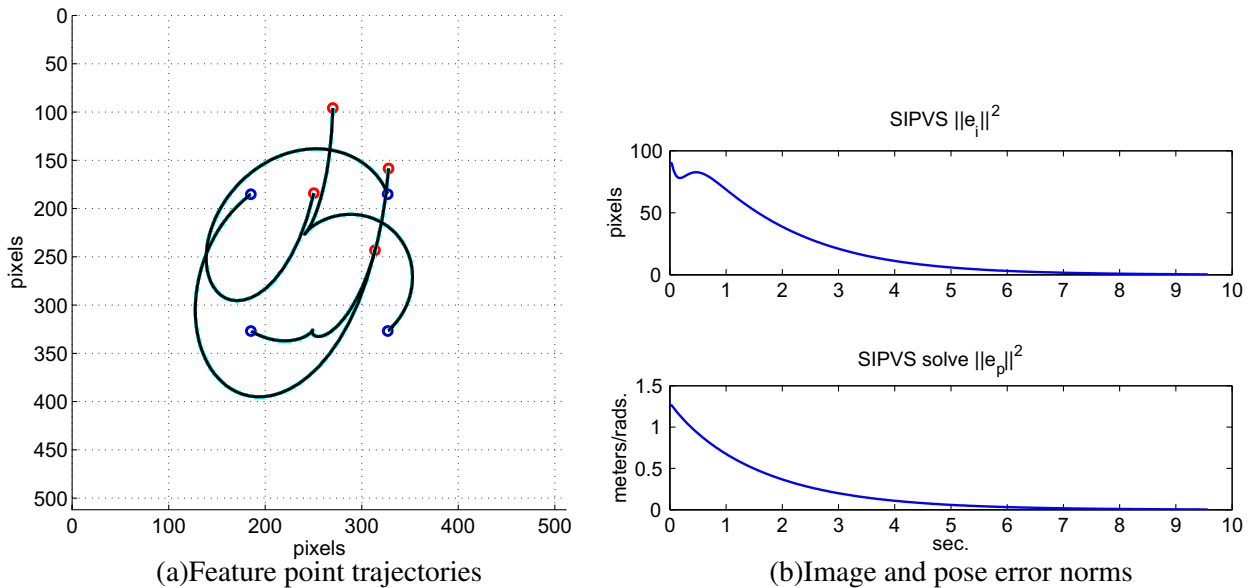 0
50
100
150
200
250
300
350
400
450
500
pixels
0 100 200 300 400 500
pixels
(a)Feature point trajectories
SIPVS ||e_i||^2
100
50
0
pixels
0 1 2 3 4 5 6 7 8 9 10
SIPVS solve ||e_p||^2
1.5
1
0.5
0
meters/rads.
0 1 2 3 4 5 6 7 8 9 10
sec.
(b)Image and pose error norms